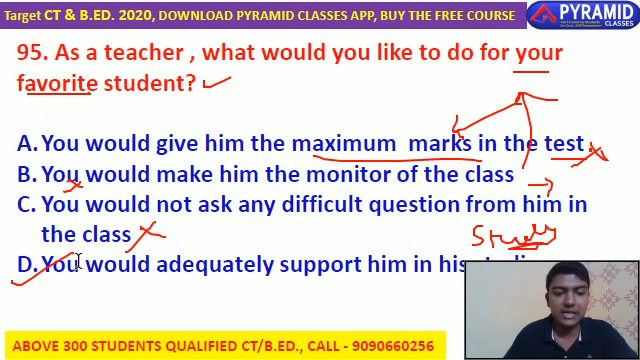 Target CT & B.ED. 2020, DOWNLOAD PYRAMID CLASSES APP, BUY THE FREE COURSE
PYRAMID
CLASSES
95. As a teacher , what would you like to do for your
favorite student?
A. You would give him the maximum marks in the test .
B. You would make him the monitor of the class
C. You would not ask any difficult question from him in
the class
Study
D. You would adequately support him in his
ABOVE 300 STUDENTS QUALIFIED CT/B.ED., CALL - 9090660256